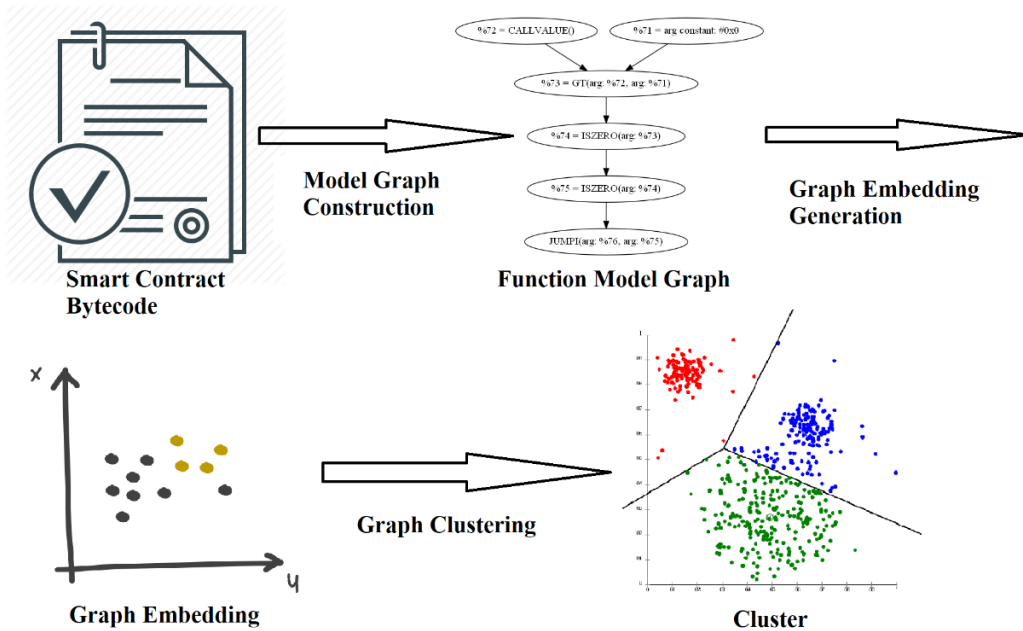 %72 = CALLVALUE()
%71 = arg constant: #0x0
%73 = GT(arg: %72, arg: %71)
%74 = ISZERO(arg: %73)
%75 = ISZERO(arg: %74)
JUMPI(arg: %76, arg: %75)
Model Graph
Construction
Graph Embedding
Generation
Smart Contract
Bytecode
Function Model Graph
x
y
Graph Embedding
Graph Clustering
1
0
Cluster